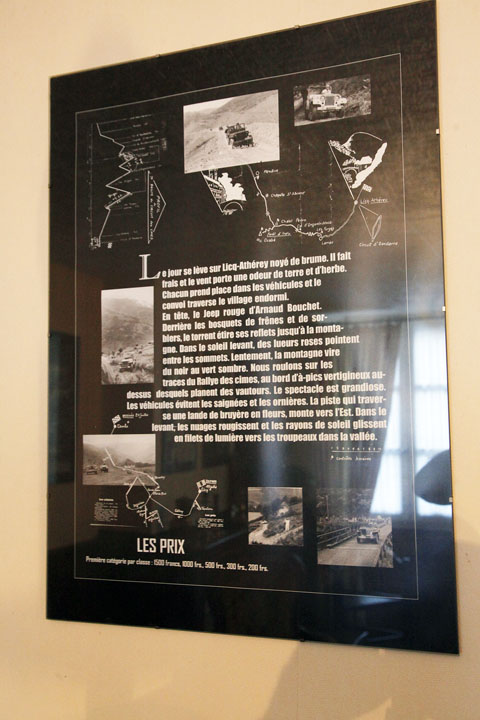 Le jour se lève sur Licq-Athérey noyé de brume. Il fait
frais et le vent porte une odeur de terre et d'herbe.
Chacun prend place dans les véhicules et le
convoi traverse le village endormi.
En tête, le Jeep rouge d'Arnaud Bouchet.
Derrière les bosquets de frênes et de sor-
biers, le torrent étire ses reflets jusqu'à la monta-
gne. Dans le soleil levant, des lueurs roses pointent
entre les sommets. Lentement, la montagne vire
du noir au vert sombre. Nous roulons sur les
traces du Rallye des cimes, au bord d'à-pics vertigineux au-
dessus desquels planent des vautours. Le spectacle est grandiose.
Les véhicules évitent les saignées et les ornières. La piste qui traver-
se une lande de bruyère en fleurs, monte vers l'Est. Dans le
levant, les nuages rougissent et les rayons de soleil glissent
en filets de lumière vers les troupeaux dans la vallée.
LES PRIX
Première catégorie par classe : 1500 francs, 1000 frs., 500 frs., 300 frs., 200 frs.